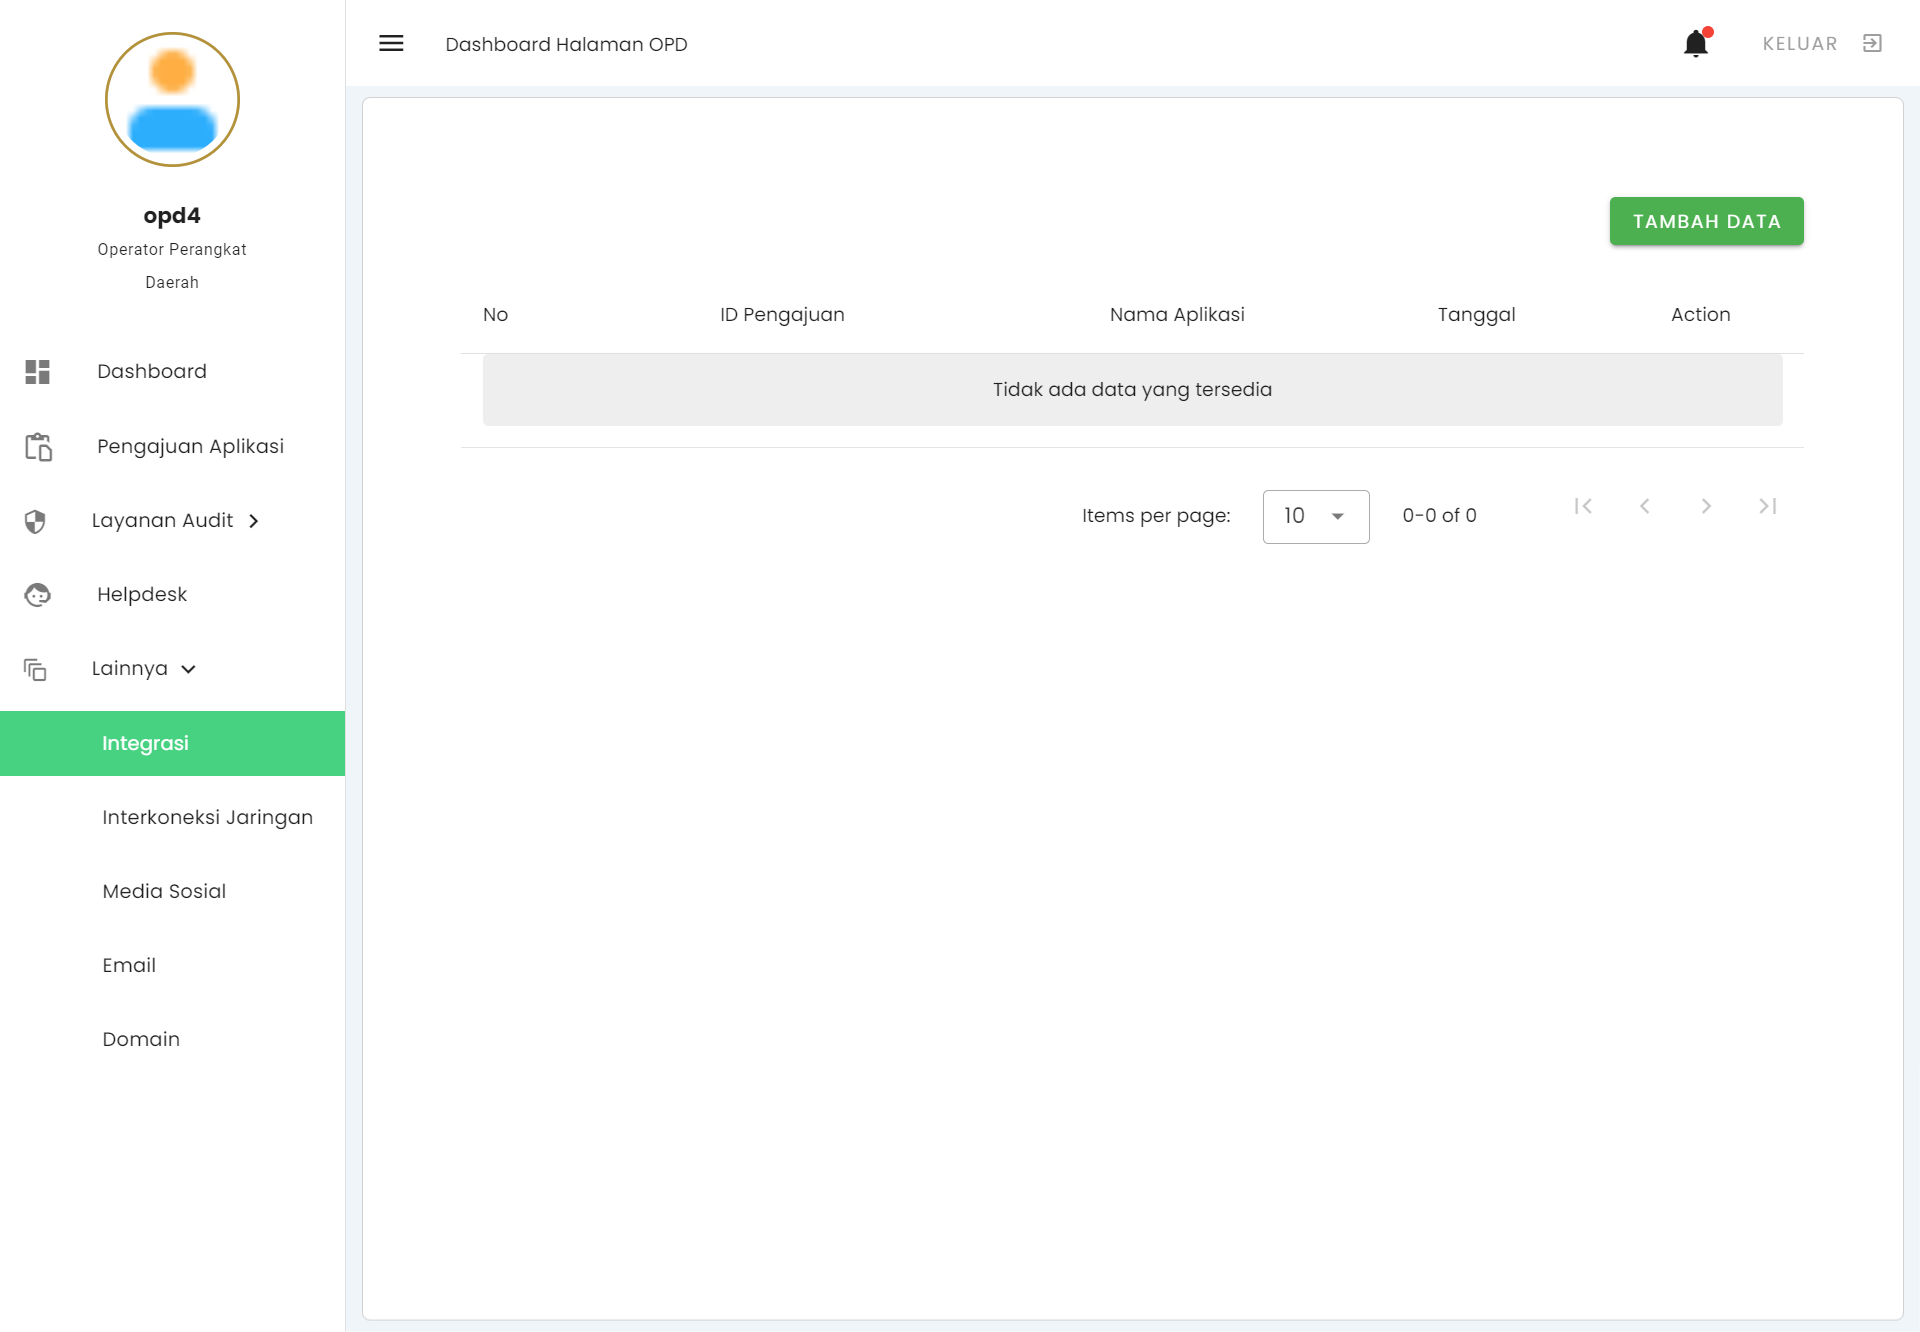 opd4
Operator Perangkat
Daerah
Dashboard
Pengajuan Aplikasi
Layanan Audit
Helpdesk
Lainnya
Integrasi
Interkoneksi Jaringan
Media Sosial
Email
Domain
Dashboard Halaman OPD
KELUAR
TAMBAH DATA
No ID Pengajuan Nama Aplikasi Tanggal Action
Tidak ada data yang tersedia
Items per page: 10 0-0 of 0